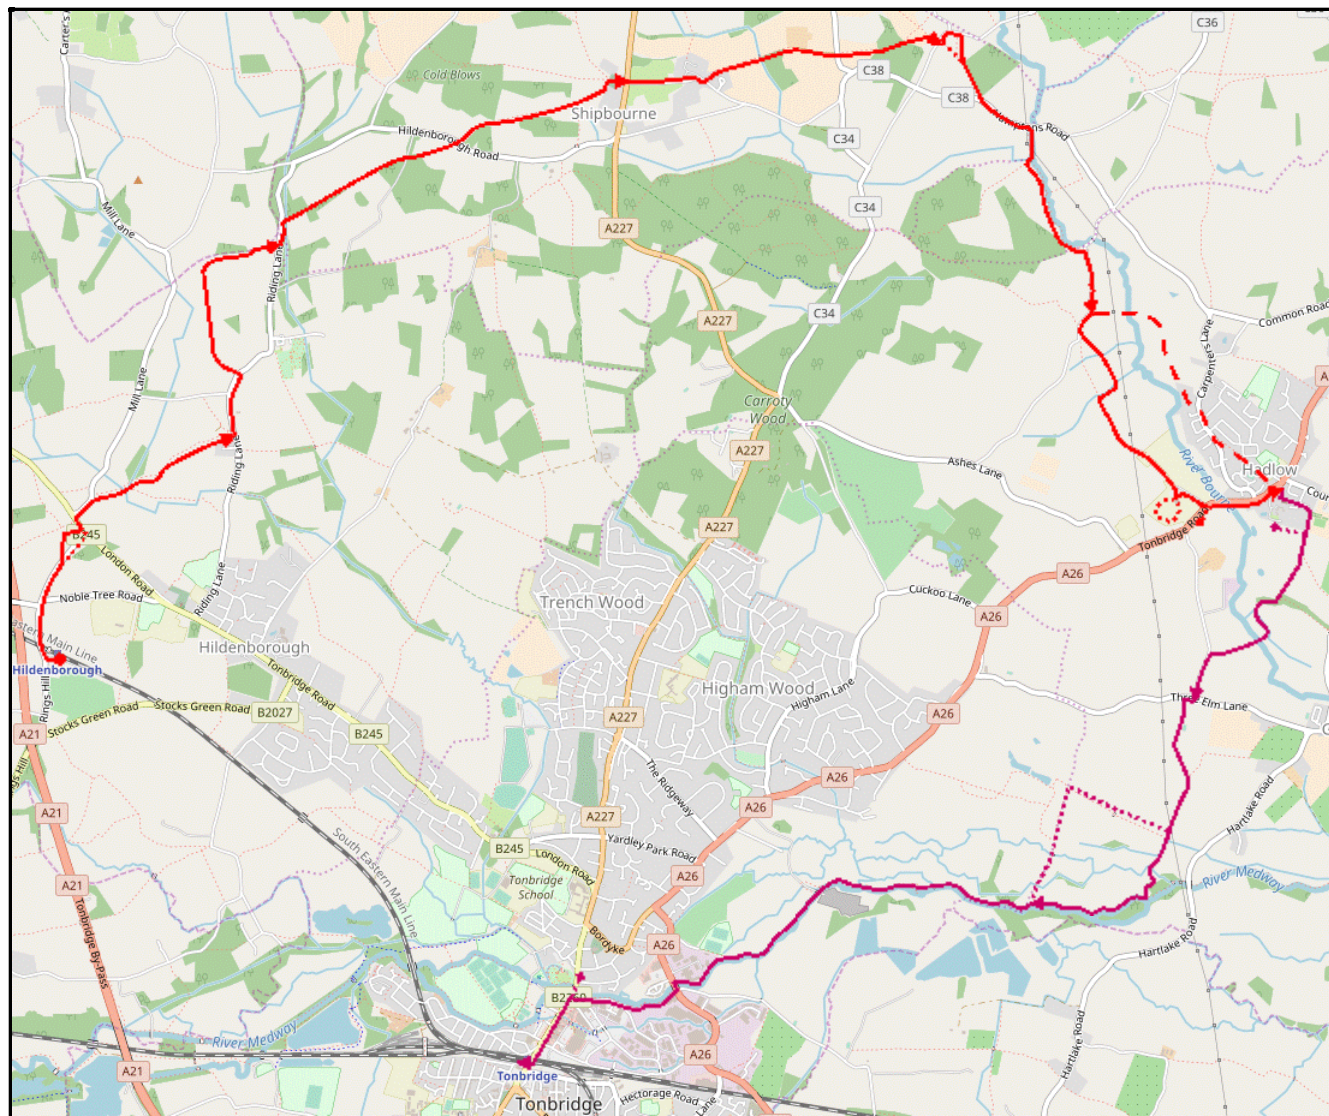 C36
Cold Blows
C38
C38
Shipbourne
Hildenborough Road
C34
Hamptons Road
Mill Lane
C34
A227
Riding Lane
C34
A227
Common Road
Carpenters Lane
Mill Lane
Carroty
Wood
A227
Ashes Lane
Riding Lane
River Bourne
Hadlow
B245
London Road
A227
Tonbridge Road
A26
Noble Tree Road
Riding Lane
Trench Wood
Cuckoo Lane
A26
Hildenborough
Hildenborough
Tonbridge Road
Higham Wood
Higham Lane
Three Elm Lane
Rings Hill
Stocks Green Road
Stocks Green Road
B2027
A227
A26
A21
B245
The Ridgeway
A26
A26
A21
A227
Hartlake Road
South Eastern Main Line
B245
London Road
Yardley Park Road
A26
Tonbridge
School
A21
River Medway
Tonbridge By-Pass
Bordyke
A26
Hartlake Road
River Medway
Hartlake Road
A26
A21
Tonbridge
Hectorage Road
Tonbridge